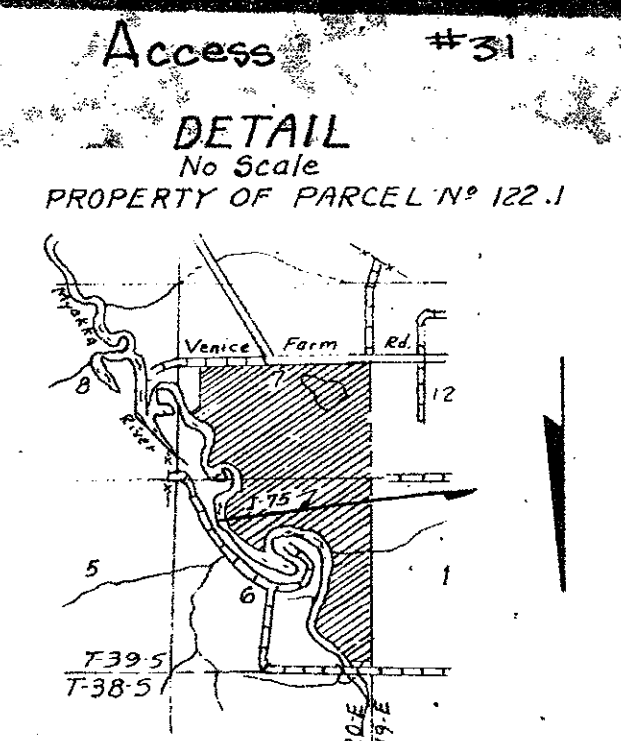 Access #31
DETAIL
No Scale
PROPERTY OF PARCEL Nº 122.1
Myakka
River
Venice Farm Rd.
7
8
12
I-75
5
6
1
T-39-S
T-38-S
19-E